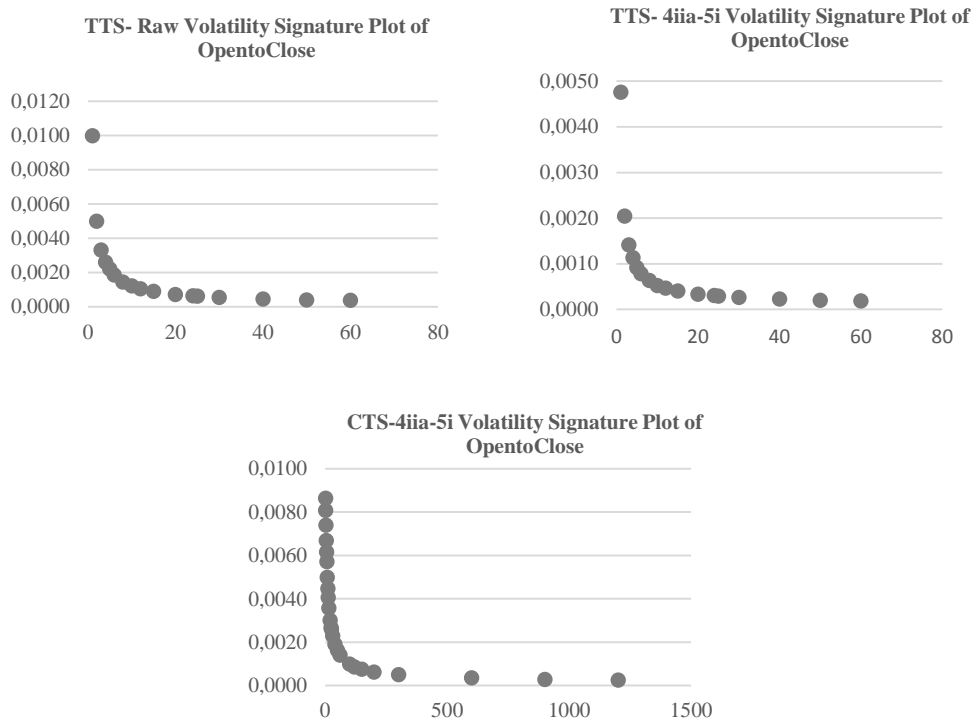 TTS- Raw Volatility Signature Plot of
OpentoClose
0,0120
0,0100
0,0080
0,0060
0,0040
0,0020
0,0000
0 20 40 60 80
TTS- 4iia-5i Volatility Signature Plot of
OpentoClose
0,0050
0,0040
0,0030
0,0020
0,0010
0,0000
0 20 40 60 80
CTS-4iia-5i Volatility Signature Plot of
OpentoClose
0,0100
0,0080
0,0060
0,0040
0,0020
0,0000
0 500 1000 1500